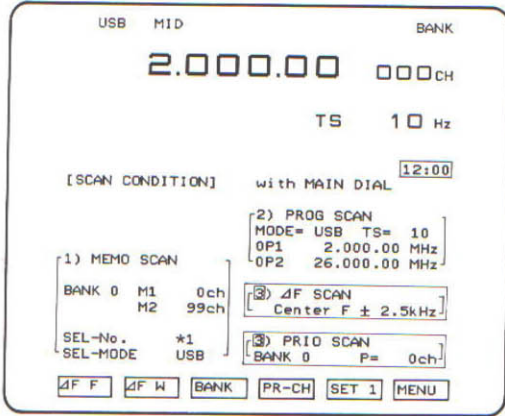 USB MID BANK
2.000.00 000CH
TS 10 Hz
12:00
[SCAN CONDITION] with MAIN DIAL
2) PROG SCAN
MODE= USB TS= 10
OP1 2.000.00 MHz
OP2 26.000.00 MHz
1) MEMO SCAN
BANK 0 M1 0ch
M2 99ch
SEL-No. *1
SEL-MODE USB
3) ⊿F SCAN
Center F ± 2.5kHz
3) PRIO SCAN
BANK 0 P= 0ch
⊿F F ⊿F W BANK PR-CH SET 1 MENU